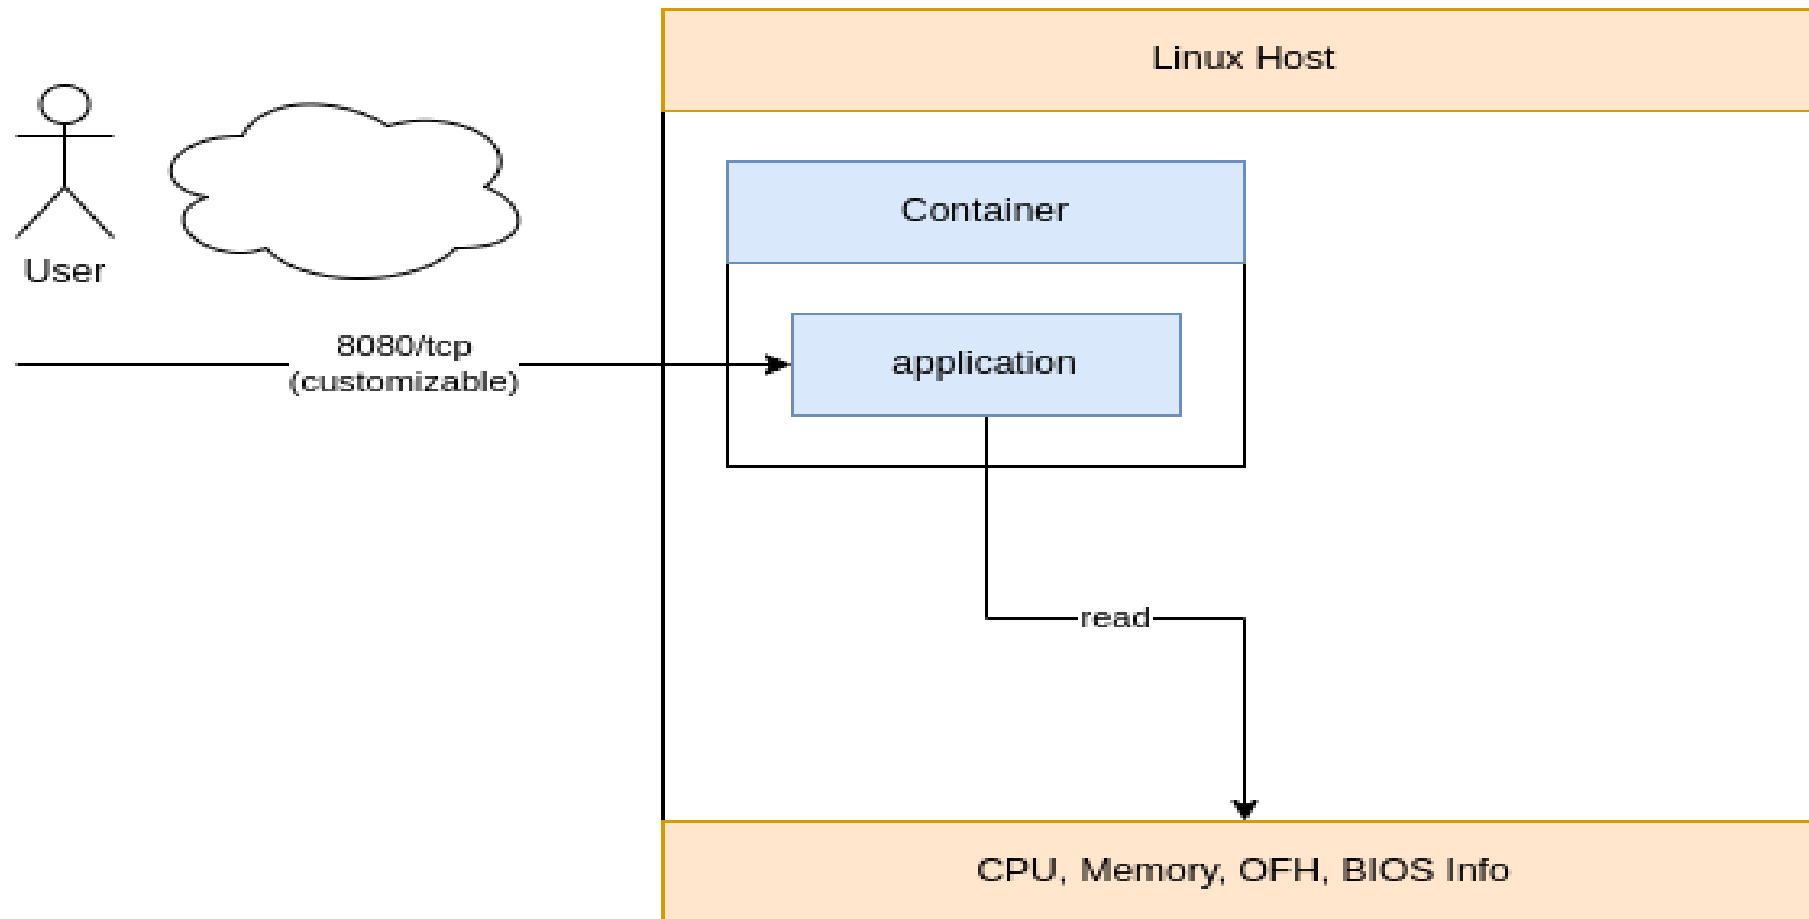 Linux Host
Container
User
8080/tcp
(customizable)
application
read
CPU, Memory, OFH, BIOS Info